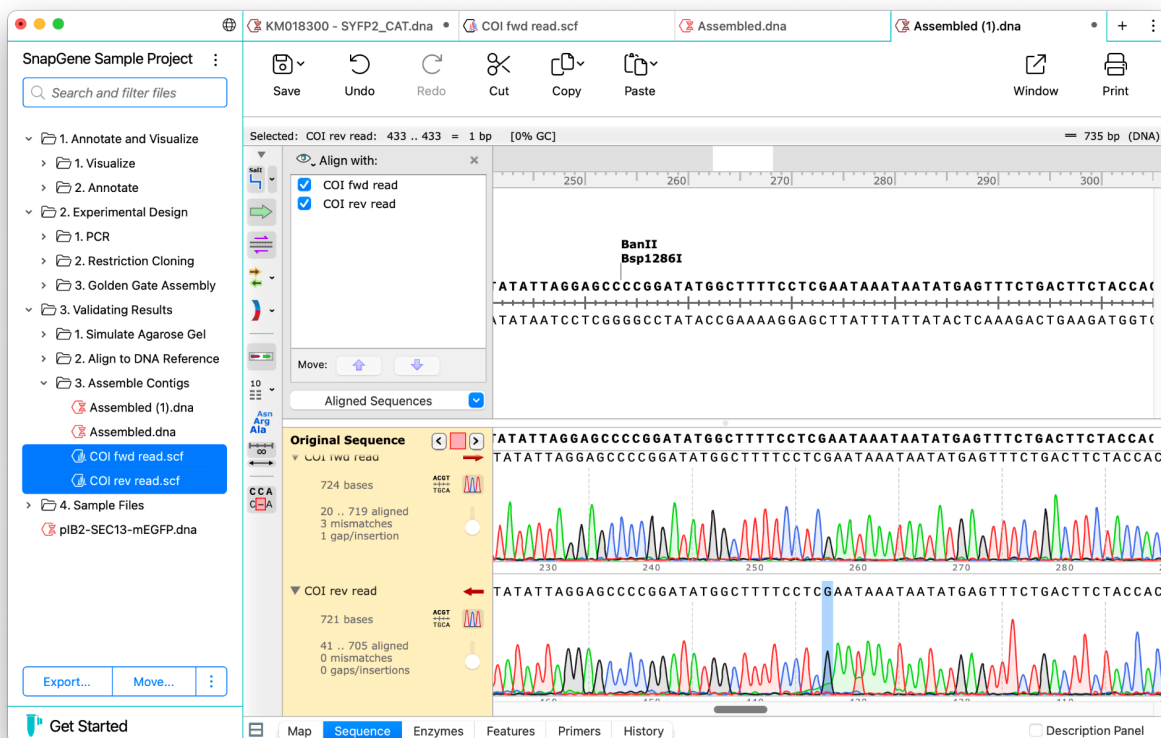 KM018300 - SYFP2_CAT.dna
COI fwd read.scf
Assembled.dna
Assembled (1).dna
SnapGene Sample Project
Search and filter files
1. Annotate and Visualize
1. Visualize
2. Annotate
2. Experimental Design
1. PCR
2. Restriction Cloning
3. Golden Gate Assembly
3. Validating Results
1. Simulate Agarose Gel
2. Align to DNA Reference
3. Assemble Contigs
Assembled (1).dna
Assembled.dna
COI fwd read.scf
COI rev read.scf
4. Sample Files
pIB2-SEC13-mEGFP.dna
Export...
Move...
Get Started
Save
Undo
Redo
Cut
Copy
Paste
Window
Print
Selected: COI rev read: 433 .. 433 = 1 bp [0% GC]
735 bp (DNA)
SalI
10
Asn
Arg
Ala
CCA
C-A
Align with:
COI fwd read
COI rev read
Move:
Aligned Sequences
250
260
270
280
290
300
BanII
Bsp1286I
TATATTAGGAGCCCCGGATATGGCTTTTCCTCGAATAAATAATATGAGTTTCTGACTTCTACCAC
ATATAATCCTCGGGGCCTATACCGAAAAGGAGCTTATTTATTATACTCAAAGACTGAAGATGGTG
Original Sequence
TATATTAGGAGCCCCGGATATGGCTTTTCCTCGAATAAATAATATGAGTTTCTGACTTCTACCAC
COI fwd read
TATATTAGGAGCCCCGGATATGGCTTTTCCTCGAATAAATAATATGAGTTTCTGACTTCTACCAC
724 bases
ACGT
TGCA
20 .. 719 aligned
3 mismatches
1 gap/insertion
230
240
250
260
270
280
COI rev read
TATATTAGGAGCCCCGGATATGGCTTTTCCTCGAATAAATAATATGAGTTTCTGACTTCTACCAC
721 bases
ACGT
TGCA
41 .. 705 aligned
0 mismatches
0 gaps/insertions
Map
Sequence
Enzymes
Features
Primers
History
Description Panel